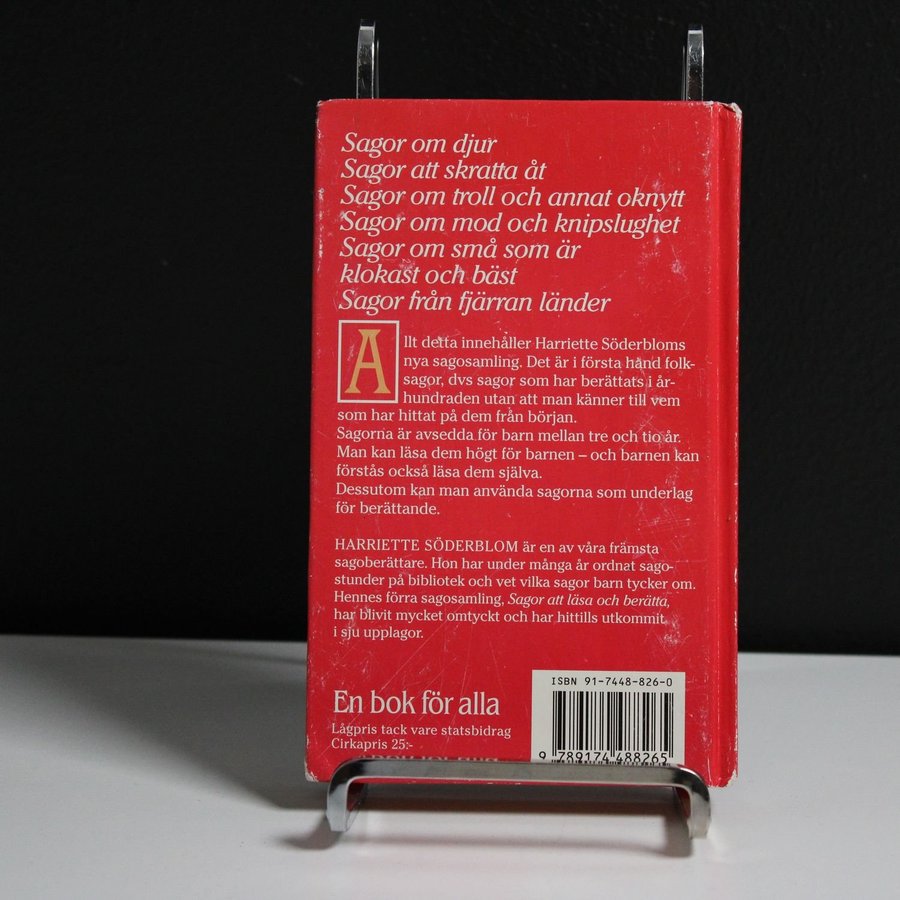 Sagor om djur
Sagor att skratta åt
Sagor om troll och annat oknytt
Sagor om mod och knipslughet
Sagor om små som är
klokast och bäst
Sagor från fjärran länder
Allt detta innehåller Harriette Söderbloms
nya sagosamling. Det är i första hand folk-
sagor, dvs sagor som har berättats i år-
hundraden utan att man känner till vem
som har hittat på dem från början.
Sagorna är avsedda för barn mellan tre och tio år.
Man kan läsa dem högt för barnen – och barnen kan
förstås också läsa dem själva.
Dessutom kan man använda sagorna som underlag
för berättande.
HARRIETTE SÖDERBLOM är en av våra främsta
sagoberättare. Hon har under många år ordnat sago-
stunder på bibliotek och vet vilka sagor barn tycker om.
Hennes förra sagosamling, Sagor att läsa och berätta,
har blivit mycket omtyckt och har hittills utkommit
i sju upplagor.
En bok för alla
Lågpris tack vare statsbidrag
Cirkapris 25:-
ISBN 91-7448-826-0
9 789174 488265